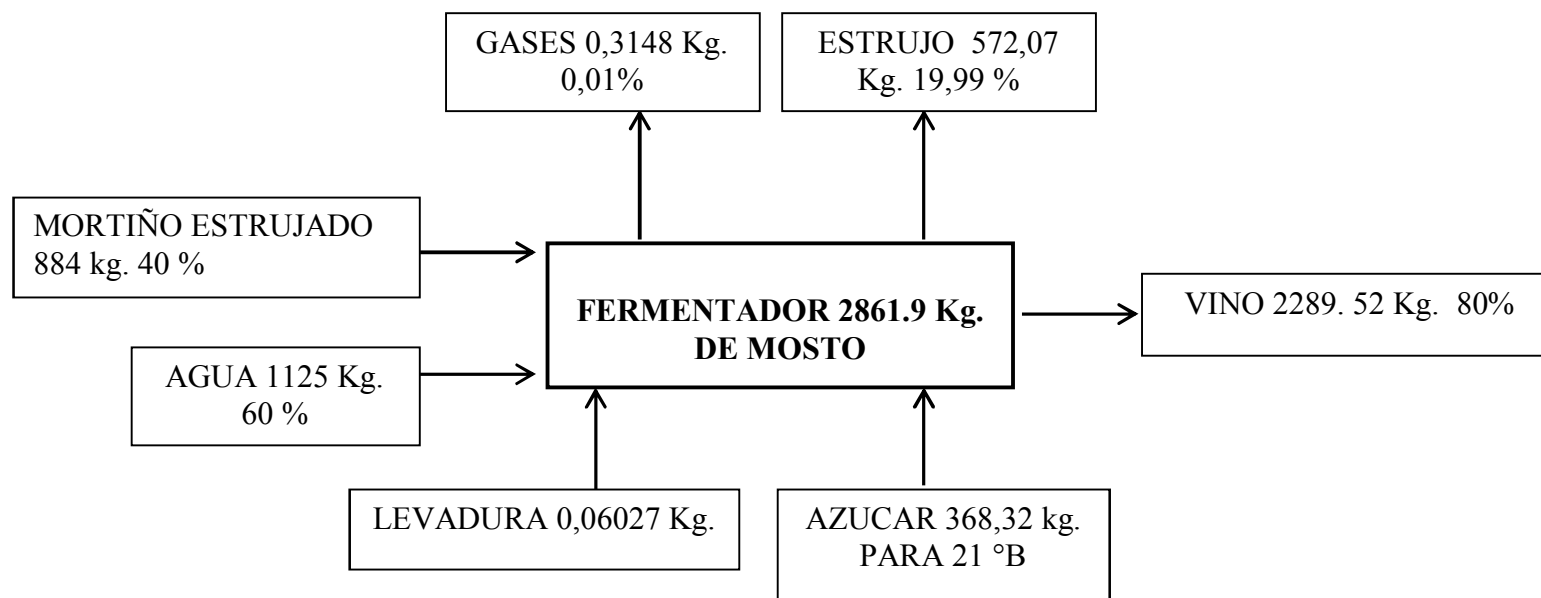 GASES 0,3148 Kg.
0,01%
ESTRUJO  572,07
Kg. 19,99 %
MORTIÑO ESTRUJADO
884 kg. 40 %
FERMENTADOR 2861.9 Kg.
DE MOSTO
VINO 2289. 52 Kg.  80%
AGUA 1125 Kg.
60 %
LEVADURA 0,06027 Kg.
AZUCAR 368,32 kg.
PARA 21 °B